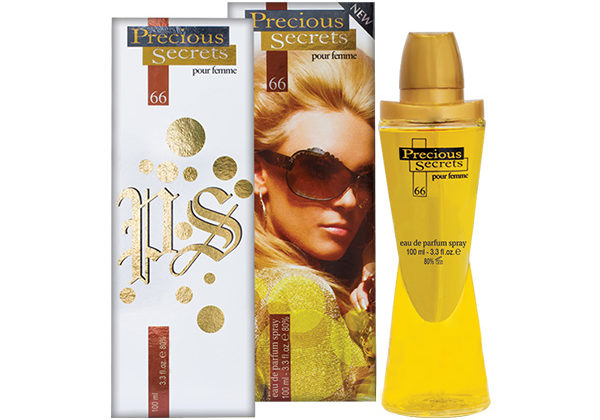 Precious
Secrets
pour femme
66
ps
100 ml
3.3 fl.oz. e 80%
NEW
Precious
Secrets
pour femme
66
eau de parfum spray
100 ml - 3.3 fl.oz. e 80%
Precious
Secrets
pour femme
66
eau de parfum spray
100 ml - 3.3 fl.oz. e
80%